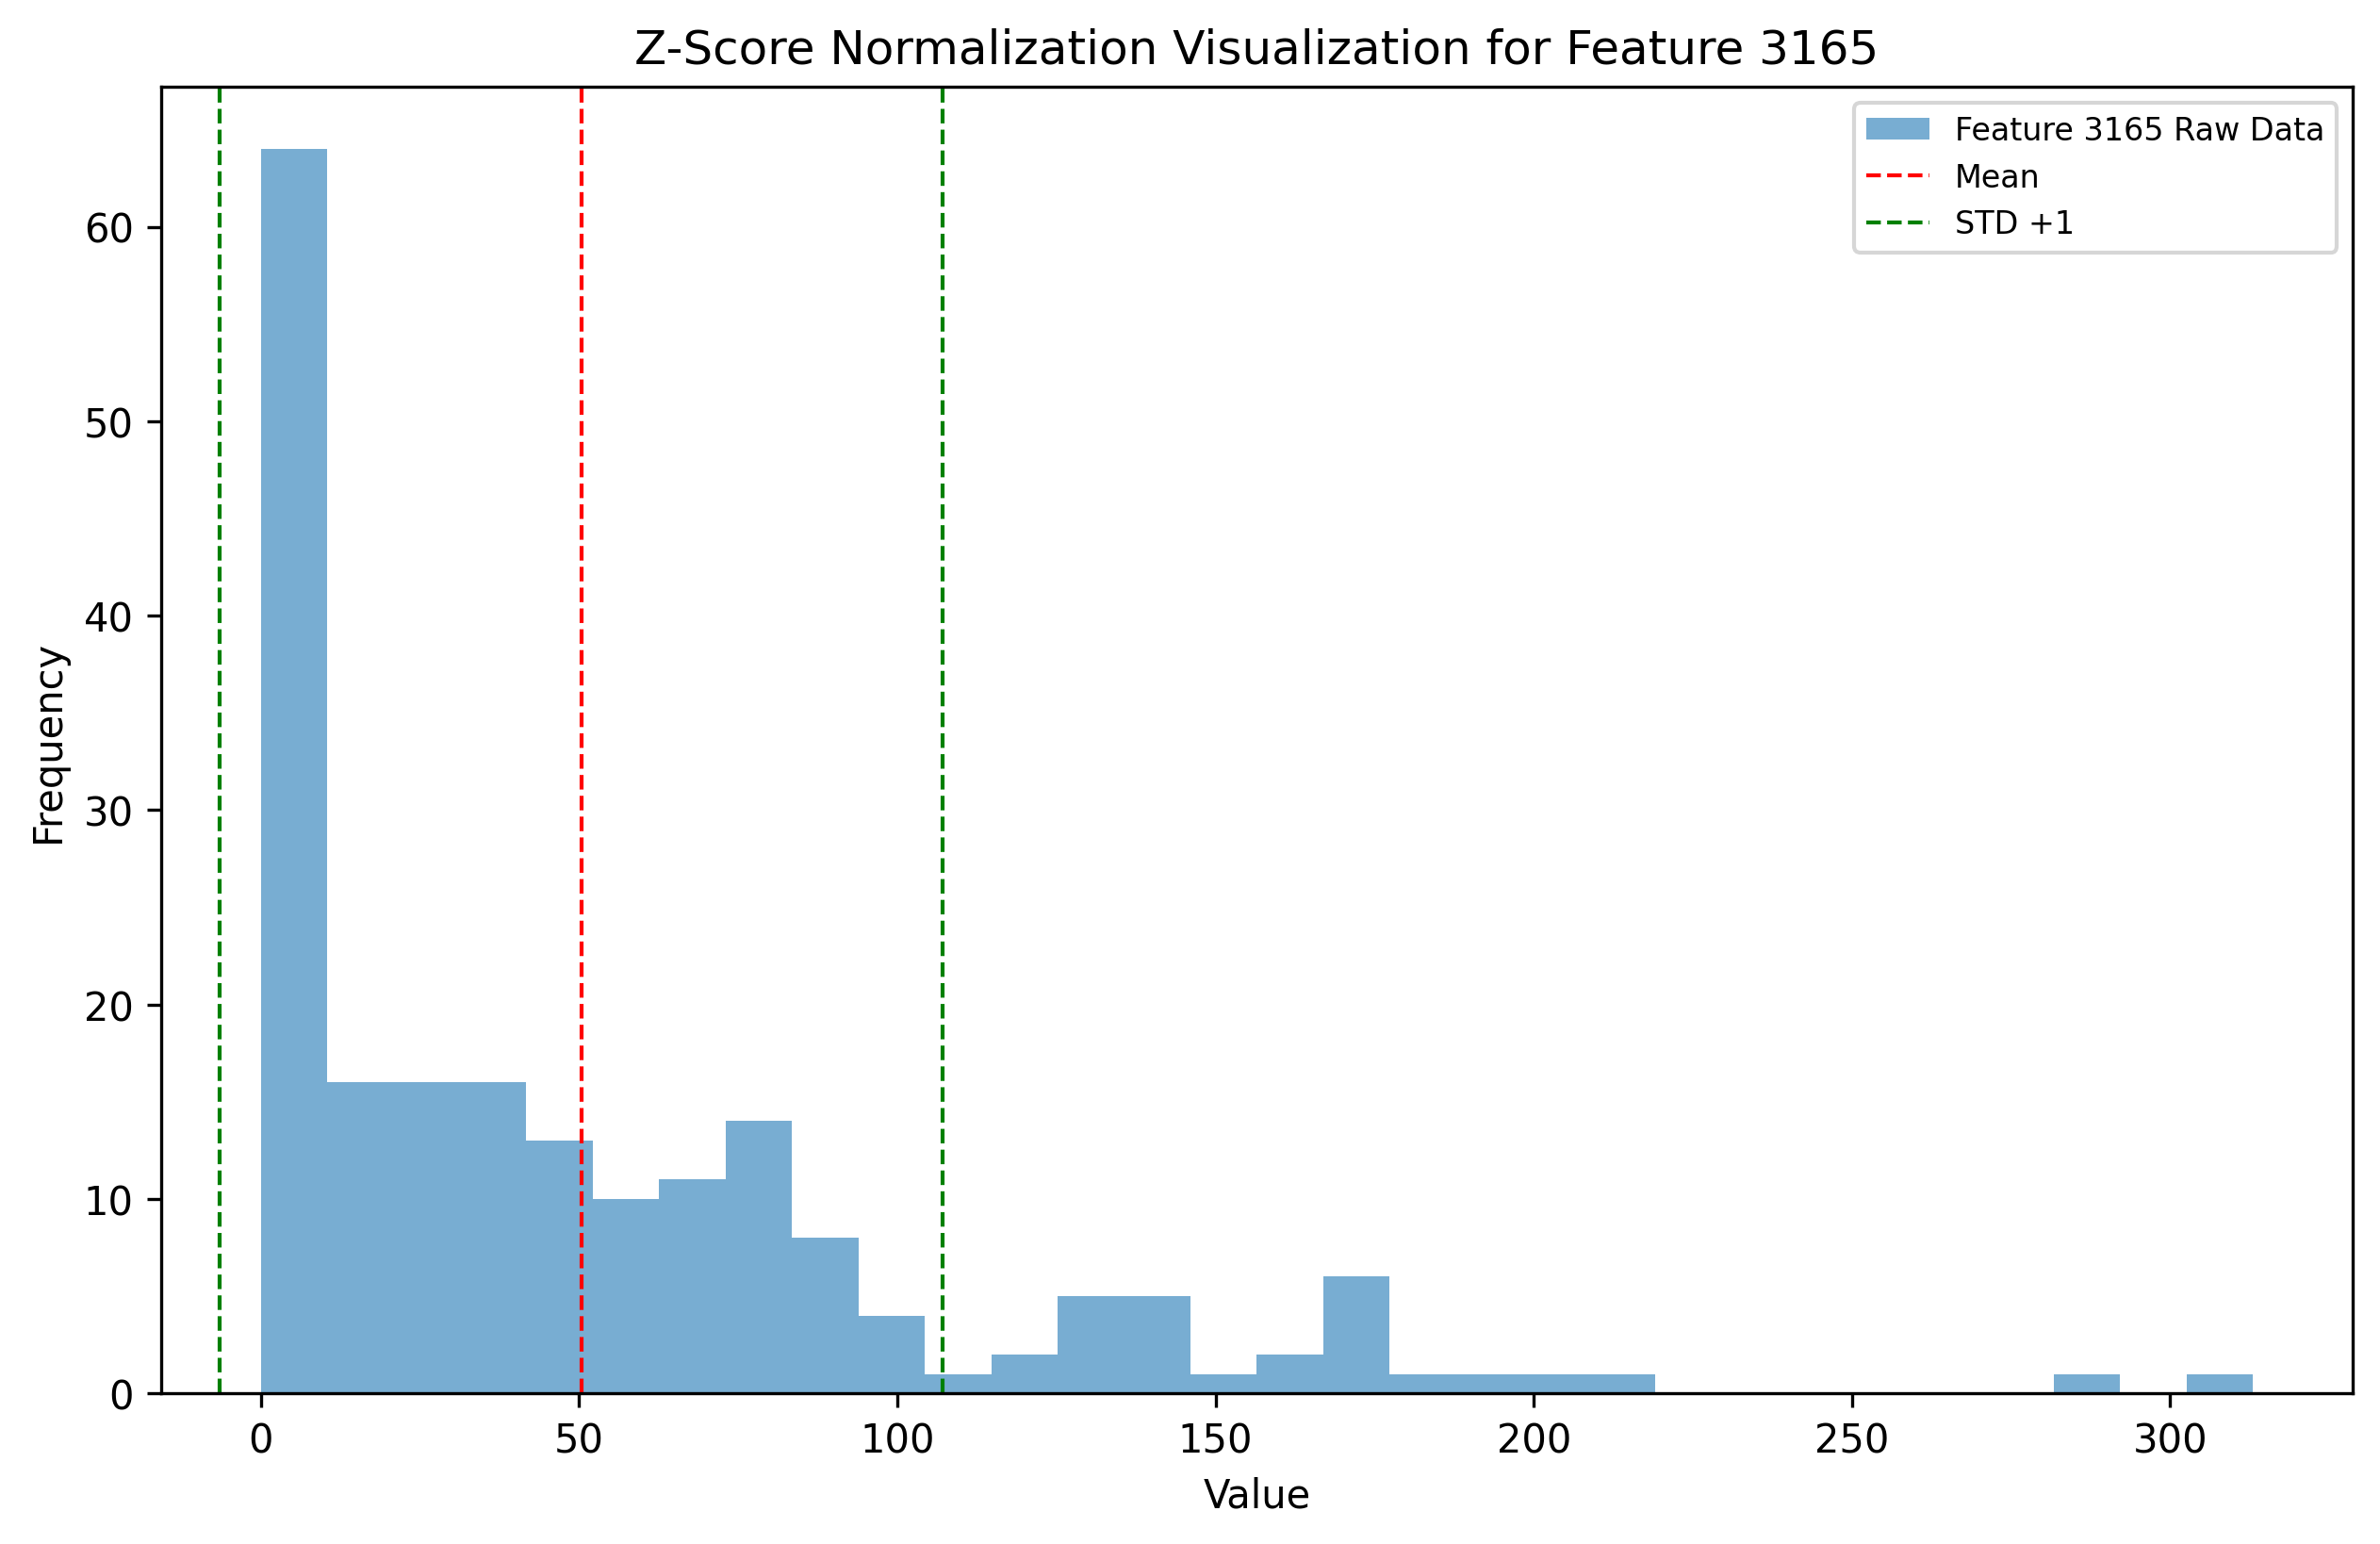 Z-Score Normalization Visualization for Feature 3165
Feature 3165 Raw Data
Mean
STD +1
Frequency
60
50
40
30
20
10
0
0 50 100 150 200 250 300
Value